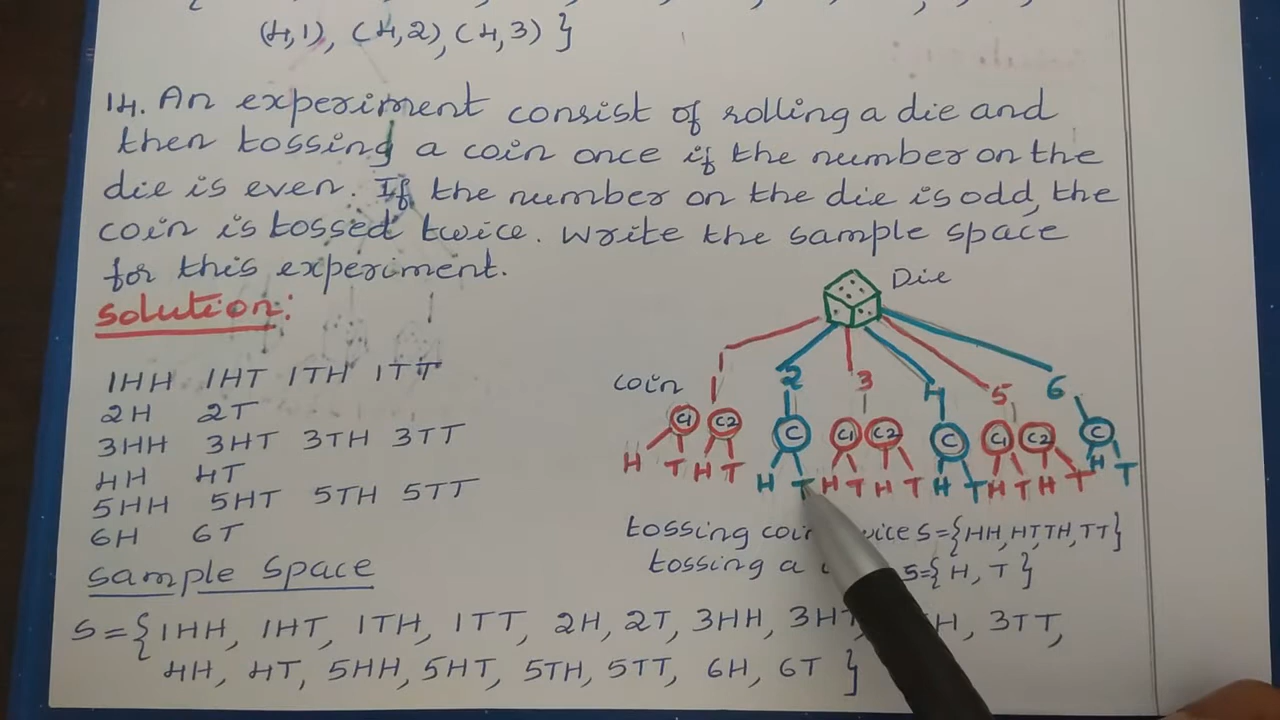 (4,1), (4,2), (4,3) }
14. An experiment consist of rolling a die and
then tossing a coin once if the number on the
die is even. If the number on the die is odd, the
coin is tossed twice. Write the sample space
for this experiment.
Solution:
Die
1HH 1HT 1TH 1TT
2H 2T
3HH 3HT 3TH 3TT
4H 4T
5HH 5HT 5TH 5TT
6H 6T
coin 1 2 3 4 5 6
C1 C2 C C1 C2 C C1 C2 C
H T H T H T H T H T H T H T H T H T
tossing coin twice S={HH, HT, TH, TT}
tossing a S={H, T}
Sample Space
S={1HH, 1HT, 1TH, 1TT, 2H, 2T, 3HH, 3HT, H, 3TT,
4H, 4T, 5HH, 5HT, 5TH, 5TT, 6H, 6T }